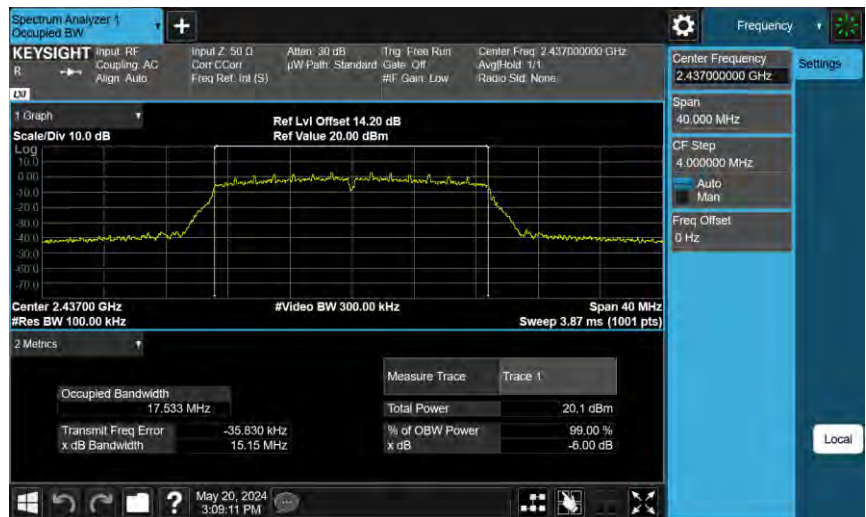 Spectrum Analyzer 1
Occupied BW
Frequency
KEYSIGHT
R
LXI
Input: RF
Coupling: AC
Align: Auto
Input Z: 50 Ω
Corr CCorr
Freq Ref: Int (S)
Atten: 30 dB
µW Path: Standard
Trig: Free Run
Gate: Off
#IF Gain: Low
Center Freq: 2.437000000 GHz
Avg|Hold: 1/1
Radio Std: None
1 Graph
Scale/Div 10.0 dB
Ref Lvl Offset 14.20 dB
Ref Value 20.00 dBm
Log
10.0
0.00
-10.0
-20.0
-30.0
-40.0
-50.0
-60.0
-70.0
Center 2.43700 GHz
#Res BW 100.00 kHz
#Video BW 300.00 kHz
Span 40 MHz
Sweep 3.87 ms (1001 pts)
2 Metrics
Measure Trace Trace 1
Occupied Bandwidth
17.533 MHz
Total Power 20.1 dBm
Transmit Freq Error -35.830 kHz
% of OBW Power 99.00 %
x dB Bandwidth 15.15 MHz
x dB -6.00 dB
Center Frequency
2.437000000 GHz
Settings
Span
40.000 MHz
CF Step
4.000000 MHz
Auto
Man
Freq Offset
0 Hz
Local
?
May 20, 2024
3:09:11 PM